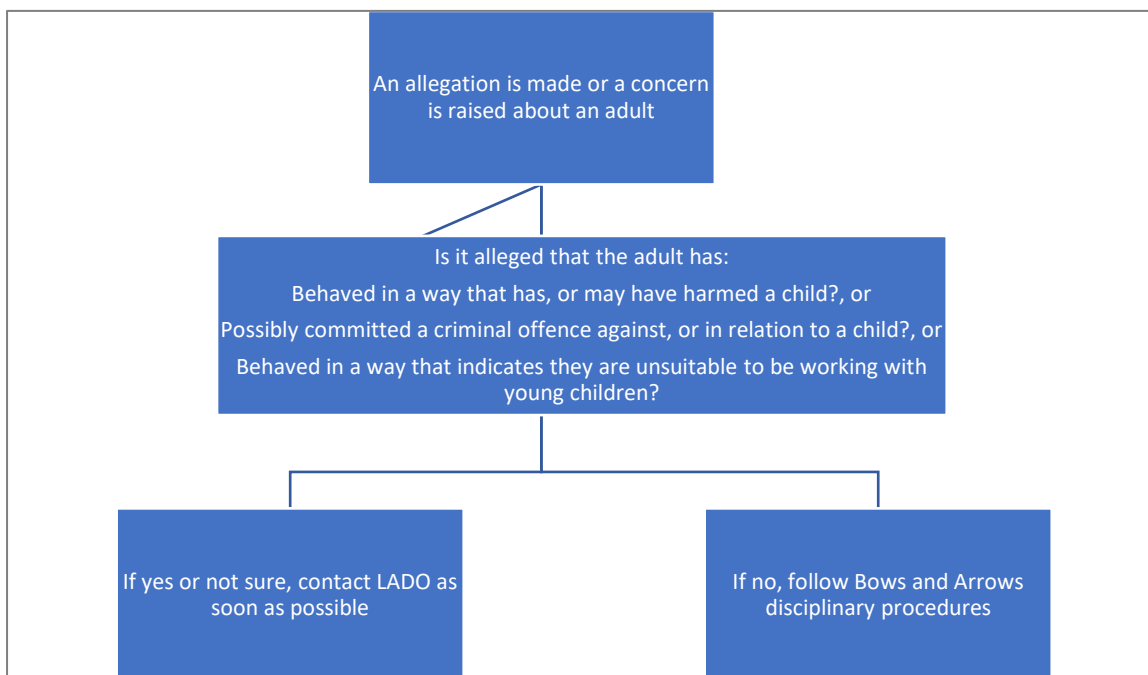 An allegation is made or a concern
is raised about an adult
Is it alleged that the adult has:
Behaved in a way that has, or may have harmed a child?, or
Possibly committed a criminal offence against, or in relation to a child?, or
Behaved in a way that indicates they are unsuitable to be working with
young children?
If yes or not sure, contact LADO as
soon as possible
If no, follow Bows and Arrows
disciplinary procedures